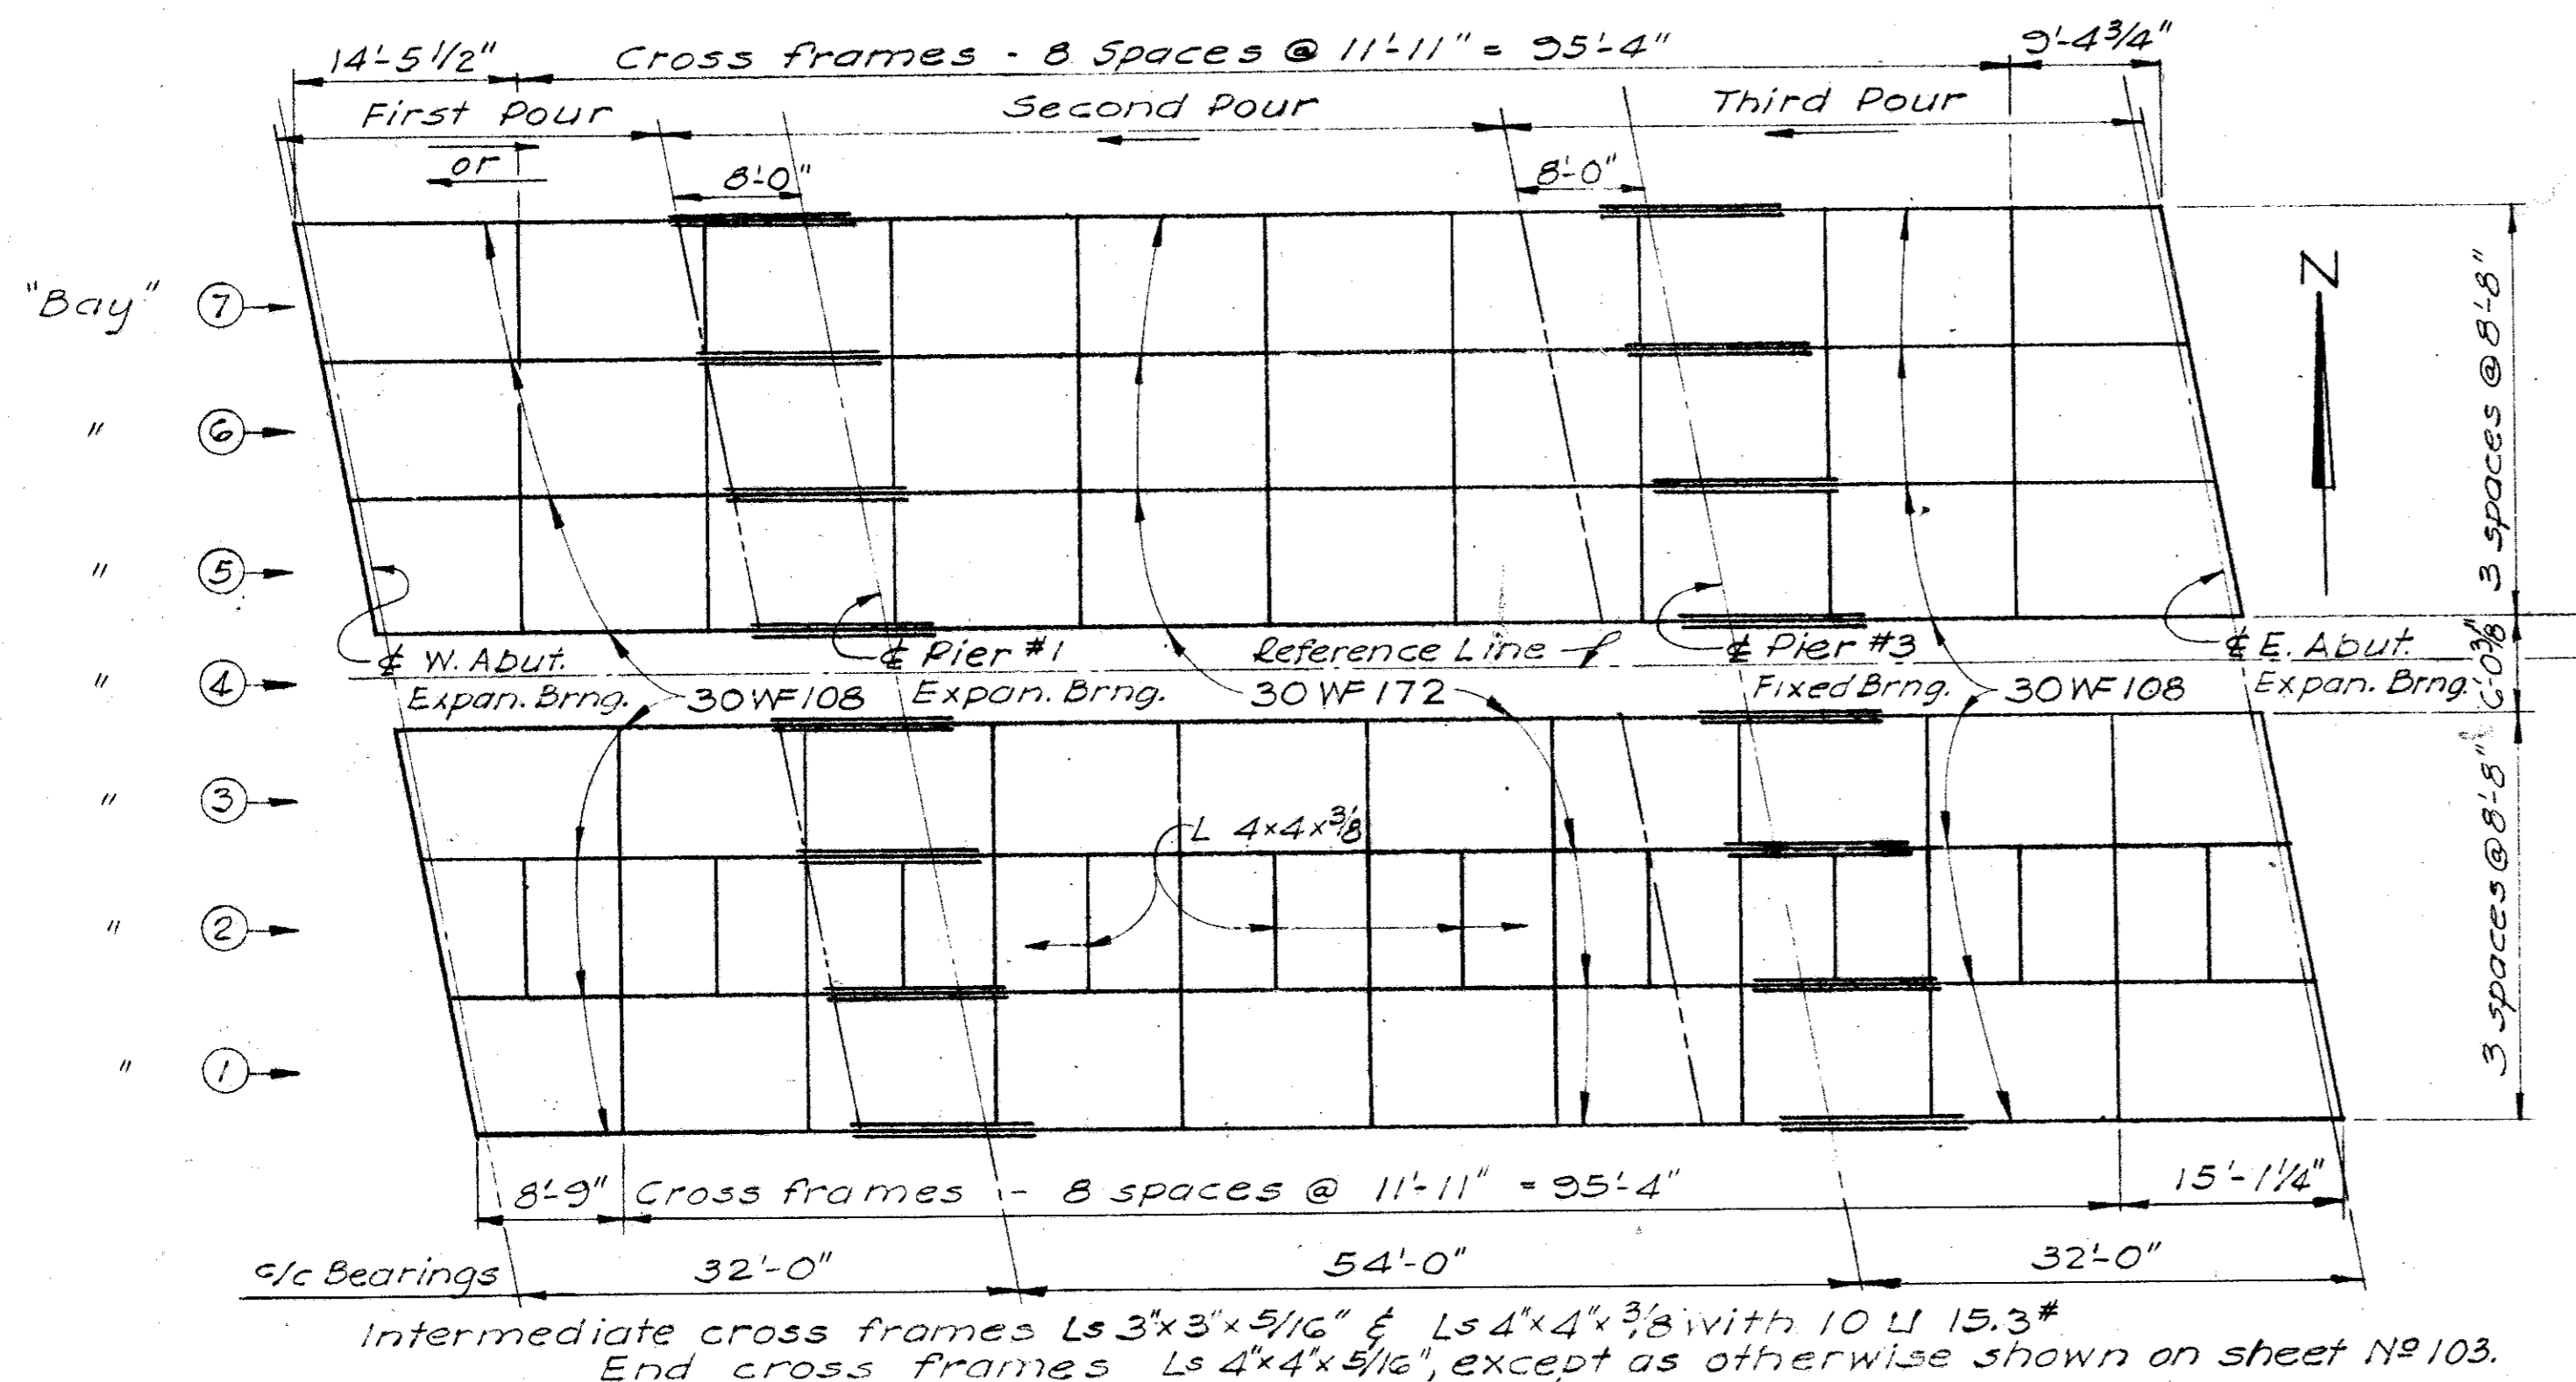 14'-5 1/2" Cross frames - 8 Spaces @ 11'-11" = 95'-4" 9'-4 3/4"
First Pour Second Pour Third Pour
or
8'-0" 8'-0"
"Bay" 7
N
3 spaces @ 8'-8"
" 6
" 5
℄ W. Abut. ℄ Pier #1 Reference Line ℄ Pier #3 ℄ E. Abut.
" 4
Expan. Brng. 30 WF 108 Expan. Brng. 30 WF 172 Fixed Brng. 30 WF 108 Expan. Brng.
6'-0 3/8"
" 3
L 4×4×3/8
" 2
3 spaces @ 8'-8"
" 1
8'-9" Cross frames - 8 spaces @ 11'-11" = 95'-4" 15'-1 1/4"
c/c Bearings 32'-0" 54'-0" 32'-0"
Intermediate cross frames Ls 3"×3"×5/16" & Ls 4"×4"×3/8 with 10 ⊔ 15.3#
End cross frames Ls 4"×4"×5/16", except as otherwise shown on sheet Nº 103.